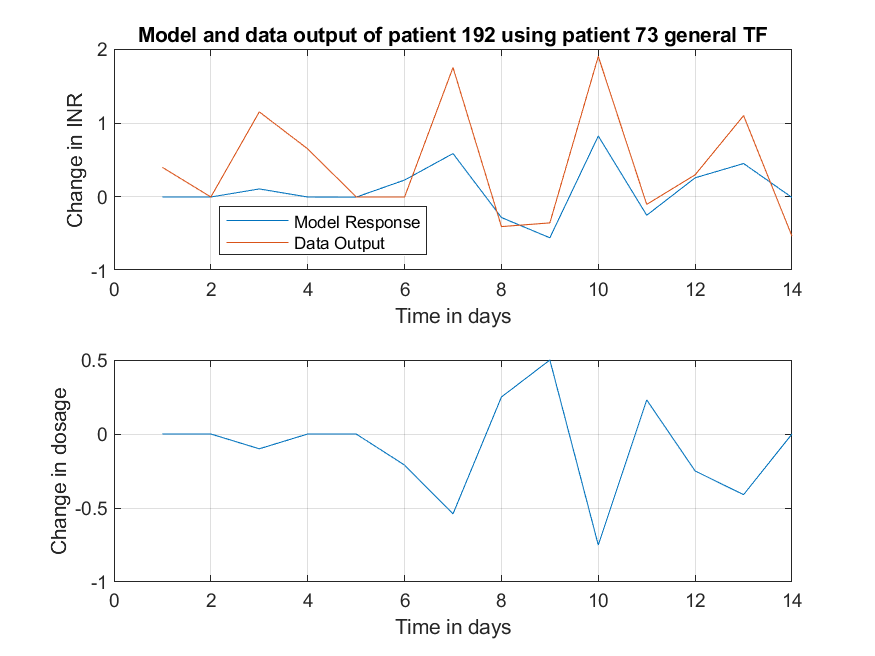 Model and data output of patient 192 using patient 73 general TF
Change in INR
2
1
0
-1
Model Response
Data Output
0 2 4 6 8 10 12 14
Time in days
Change in dosage
0.5
0
-0.5
-1
0 2 4 6 8 10 12 14
Time in days